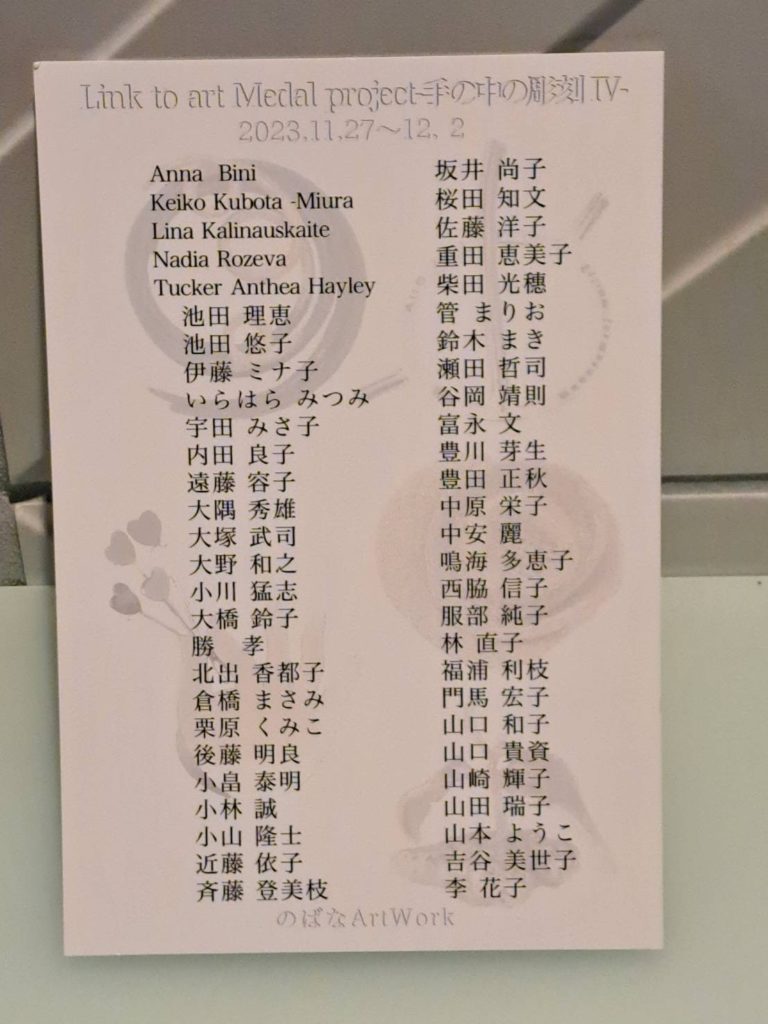 Link to art Medal project-手の中の彫刻 IV-
2023.11.27～12. 2
Anna Bini
Keiko Kubota -Miura
Lina Kalinauskaite
Nadia Rozeva
Tucker Anthea Hayley
池田 理恵
池田 悠子
伊藤 ミナ子
いらはら みつみ
宇田 みさ子
内田 良子
遠藤 容子
大隅 秀雄
大塚 武司
大野 和之
小川 猛志
大橋 鈴子
勝 孝
北出 香都子
倉橋 まさみ
栗原 くみこ
後藤 明良
小畠 泰明
小林 誠
小山 隆士
近藤 依子
斉藤 登美枝
坂井 尚子
桜田 知文
佐藤 洋子
重田 恵美子
柴田 光穂
管 まりお
鈴木 まき
瀬田 哲司
谷岡 靖則
富永 文
豊川 芽生
豊田 正秋
中原 栄子
中安 麗
鳴海 多恵子
西脇 信子
服部 純子
林 直子
福浦 利枝
門馬 宏子
山口 和子
山口 貴資
山崎 輝子
山田 瑞子
山本 ようこ
吉谷 美世子
李 花子
のばなArtWork